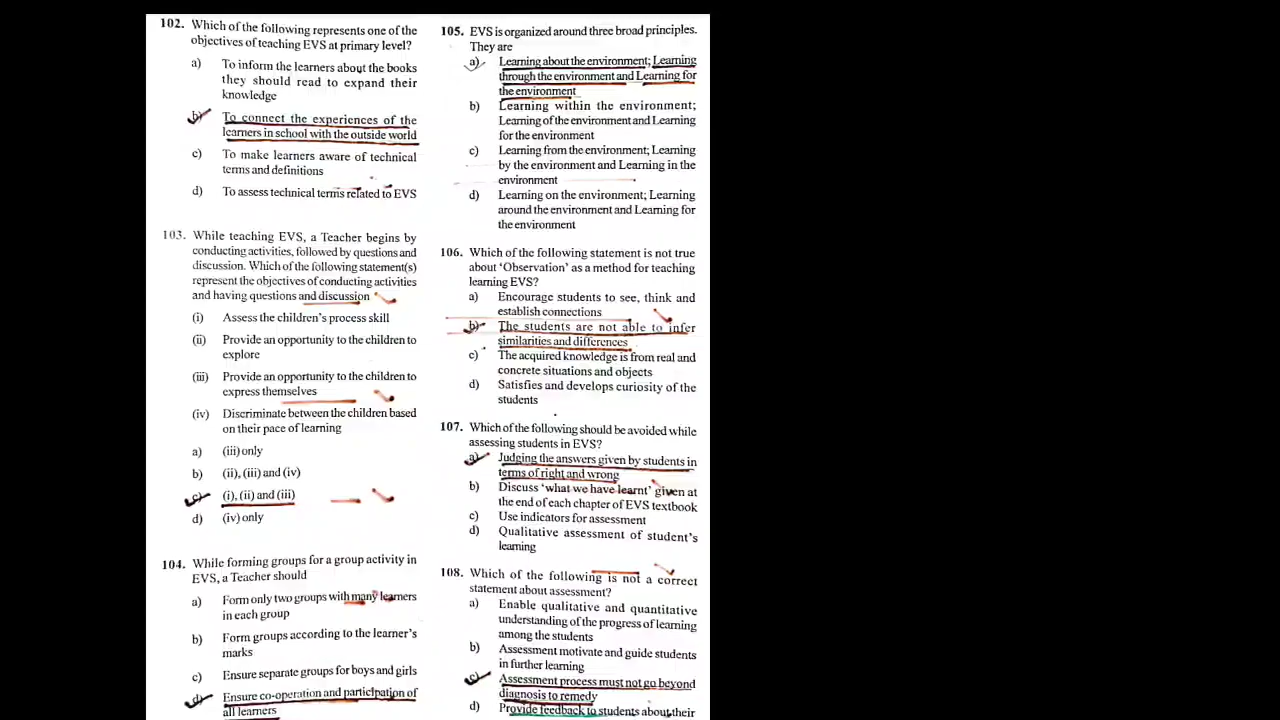 102. Which of the following represents one of the
objectives of teaching EVS at primary level?
a) To inform the learners about the books
they should read to expand their
knowledge
b) To connect the experiences of the
learners in school with the outside world
c) To make learners aware of technical
terms and definitions
d) To assess technical terms related to EVS
103. While teaching EVS, a Teacher begins by
conducting activities, followed by questions and
discussion. Which of the following statement(s)
represent the objectives of conducting activities
and having questions and discussion
(i) Assess the children's process skill
(ii) Provide an opportunity to the children to
explore
(iii) Provide an opportunity to the children to
express themselves
(iv) Discriminate between the children based
on their pace of learning
a) (iii) only
b) (ii), (iii) and (iv)
c) (i), (ii) and (iii)
d) (iv) only
104. While forming groups for a group activity in
EVS, a Teacher should
a) Form only two groups with many learners
in each group
b) Form groups according to the learner's
marks
c) Ensure separate groups for boys and girls
d) Ensure co-operation and participation of
all learners
105. EVS is organized around three broad principles.
They are
a) Learning about the environment; Learning
through the environment and Learning for
the environment
b) Learning within the environment;
Learning of the environment and Learning
for the environment
c) Learning from the environment; Learning
by the environment and Learning in the
environment
d) Learning on the environment; Learning
around the environment and Learning for
the environment
106. Which of the following statement is not true
about 'Observation' as a method for teaching
learning EVS?
a) Encourage students to see, think and
establish connections
b) The students are not able to infer
similarities and differences
c) The acquired knowledge is from real and
concrete situations and objects
d) Satisfies and develops curiosity of the
students
107. Which of the following should be avoided while
assessing students in EVS?
a) Judging the answers given by students in
terms of right and wrong
b) Discuss 'what we have learnt' given at
the end of each chapter of EVS textbook
c) Use indicators for assessment
d) Qualitative assessment of student's
learning
108. Which of the following is not a correct
statement about assessment?
a) Enable qualitative and quantitative
understanding of the progress of learning
among the students
b) Assessment motivate and guide students
in further learning
c) Assessment process must not go beyond
diagnosis to remedy
d) Provide feedback to students about their